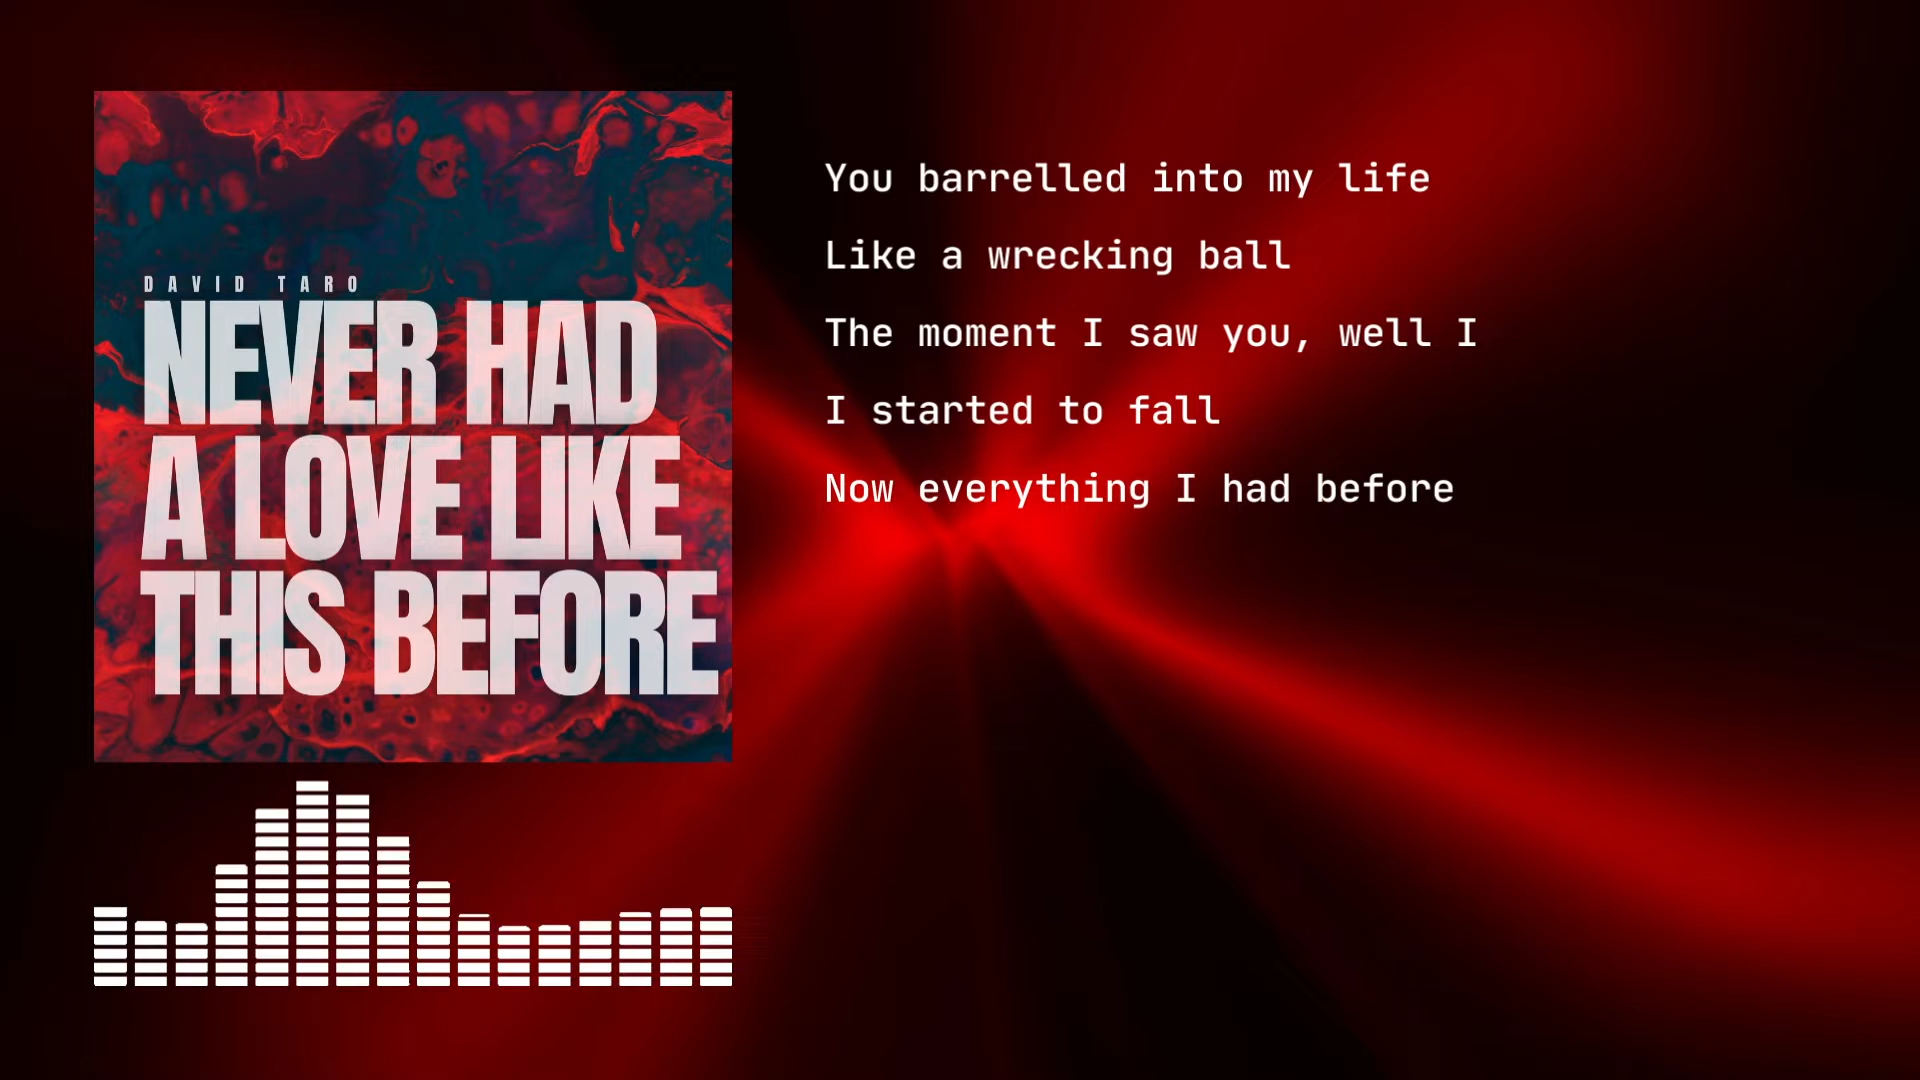 DAVID TARO
NEVER HAD
A LOVE LIKE
THIS BEFORE
You barrelled into my life
Like a wrecking ball
The moment I saw you, well I
I started to fall
Now everything I had before